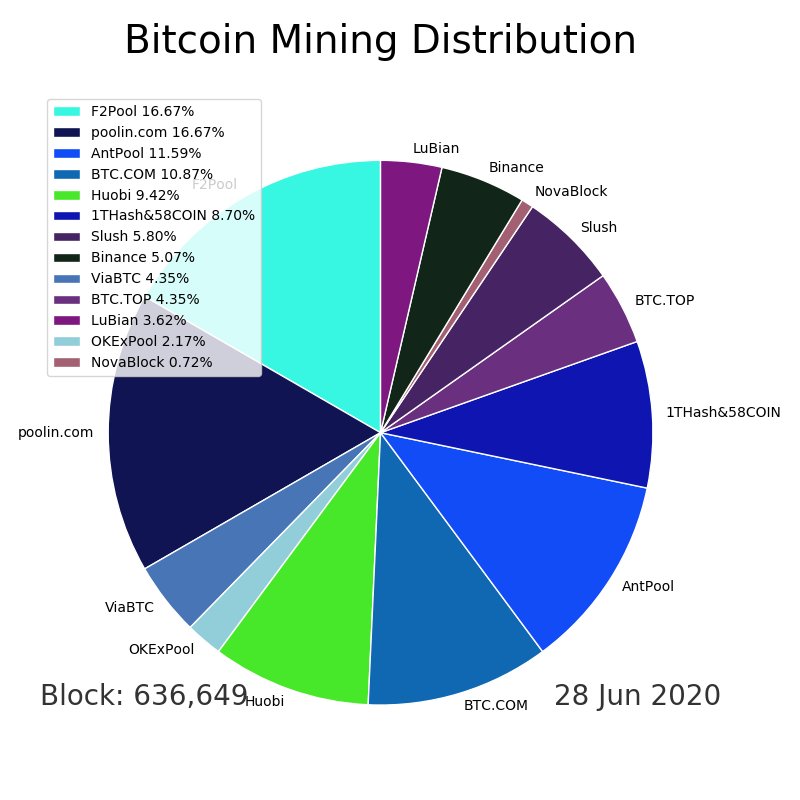 Bitcoin Mining Distribution
F2Pool 16.67%
poolin.com 16.67%
AntPool 11.59%
BTC.COM 10.87%
Huobi 9.42%
1THash&58COIN 8.70%
Slush 5.80%
Binance 5.07%
ViaBTC 4.35%
BTC.TOP 4.35%
LuBian 3.62%
OKExPool 2.17%
NovaBlock 0.72%
F2Pool
LuBian
Binance
NovaBlock
Slush
BTC.TOP
1THash&58COIN
poolin.com
AntPool
ViaBTC
OKExPool
Huobi
BTC.COM
Block: 636,649
28 Jun 2020